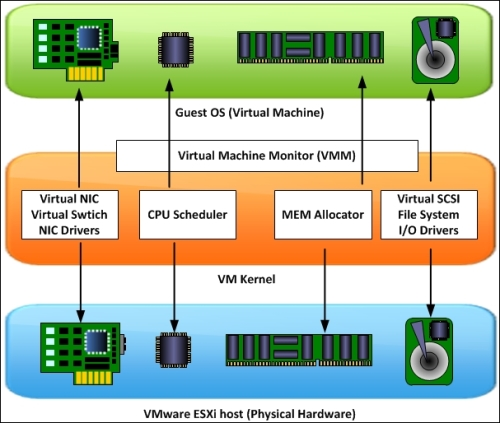 Guest OS (Virtual Machine)
Virtual Machine Monitor (VMM)
Virtual NIC
Virtual Swtich
NIC Drivers
CPU Scheduler
MEM Allocator
Virtual SCSI
File System
I/O Drivers
VM Kernel
VMware ESXi host (Physical Hardware)